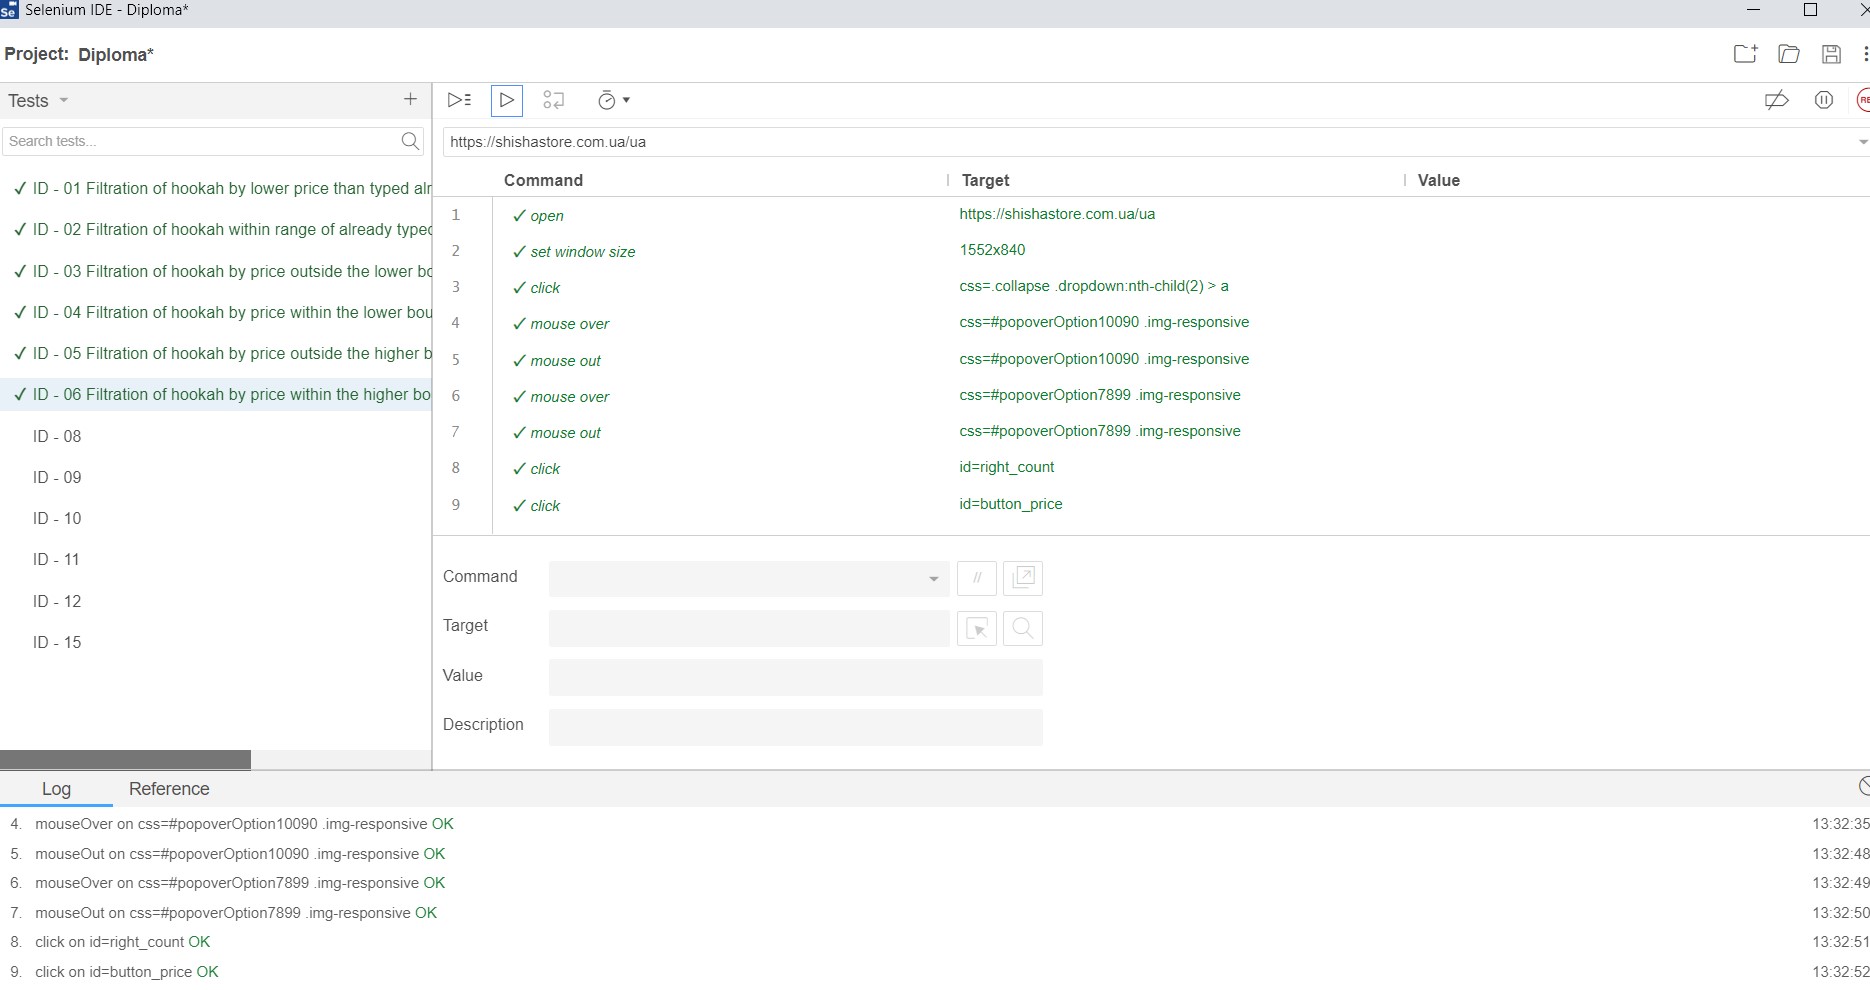 Se Selenium IDE - Diploma*
Project: Diploma*
Tests
Search tests...
✓ ID - 01 Filtration of hookah by lower price than typed alr
✓ ID - 02 Filtration of hookah within range of already typed
✓ ID - 03 Filtration of hookah by price outside the lower bo
✓ ID - 04 Filtration of hookah by price within the lower bou
✓ ID - 05 Filtration of hookah by price outside the higher b
✓ ID - 06 Filtration of hookah by price within the higher bo
ID - 08
ID - 09
ID - 10
ID - 11
ID - 12
ID - 15
RE
https://shishastore.com.ua/ua
Command Target Value
1 ✓ open https://shishastore.com.ua/ua
2 ✓ set window size 1552x840
3 ✓ click css=.collapse .dropdown:nth-child(2) > a
4 ✓ mouse over css=#popoverOption10090 .img-responsive
5 ✓ mouse out css=#popoverOption10090 .img-responsive
6 ✓ mouse over css=#popoverOption7899 .img-responsive
7 ✓ mouse out css=#popoverOption7899 .img-responsive
8 ✓ click id=right_count
9 ✓ click id=button_price
Command //
Target
Value
Description
Log Reference
4. mouseOver on css=#popoverOption10090 .img-responsive OK 13:32:35
5. mouseOut on css=#popoverOption10090 .img-responsive OK 13:32:48
6. mouseOver on css=#popoverOption7899 .img-responsive OK 13:32:49
7. mouseOut on css=#popoverOption7899 .img-responsive OK 13:32:50
8. click on id=right_count OK 13:32:51
9. click on id=button_price OK 13:32:52